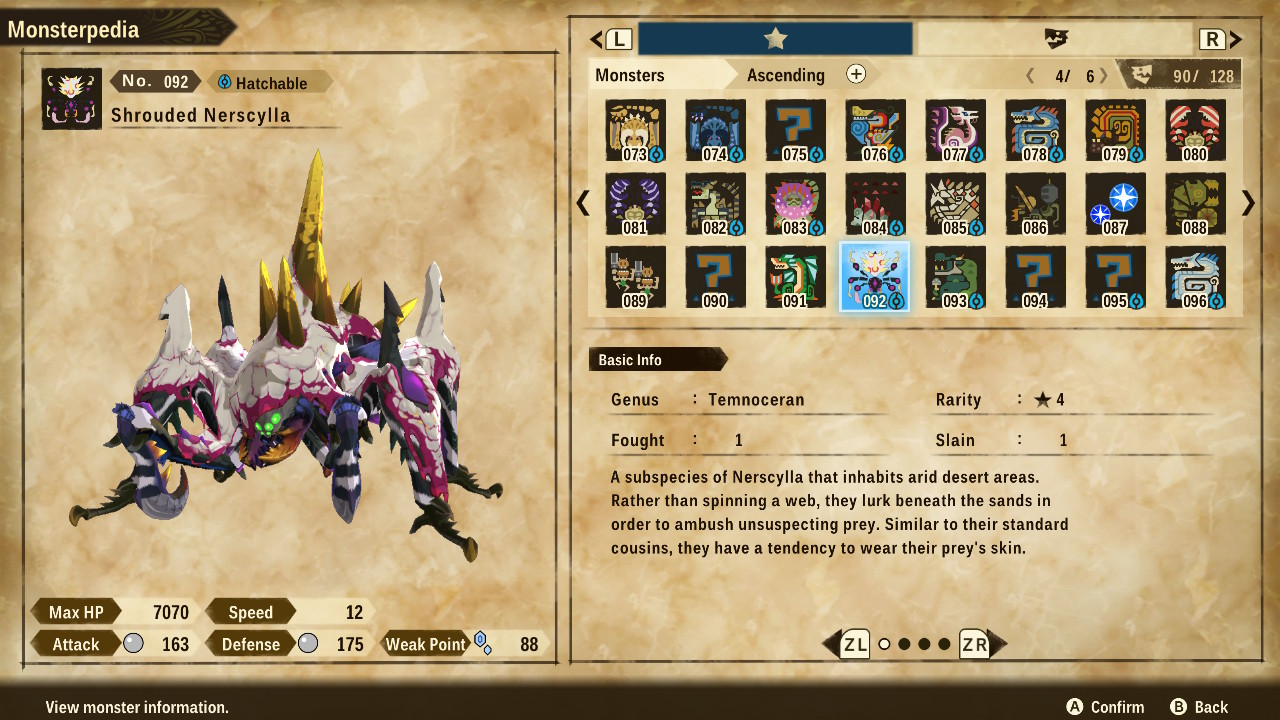 Monsterpedia
No. 092 Hatchable
Shrouded Nerscylla
Max HP 7070 Speed 12
Attack 163 Defense 175 Weak Point 88
L R
Monsters Ascending + 4/ 6 90/ 128
073 074 ? 075 076 077 078 079 080
081 082 083 084 085 086 087 088
089 ? 090 091 092 093 ? 094 ? 095 096
Basic Info
Genus : Temnoceran Rarity : ★ 4
Fought : 1 Slain : 1
A subspecies of Nerscylla that inhabits arid desert areas.
Rather than spinning a web, they lurk beneath the sands in
order to ambush unsuspecting prey. Similar to their standard
cousins, they have a tendency to wear their prey's skin.
ZL ZR
View monster information. A Confirm B Back